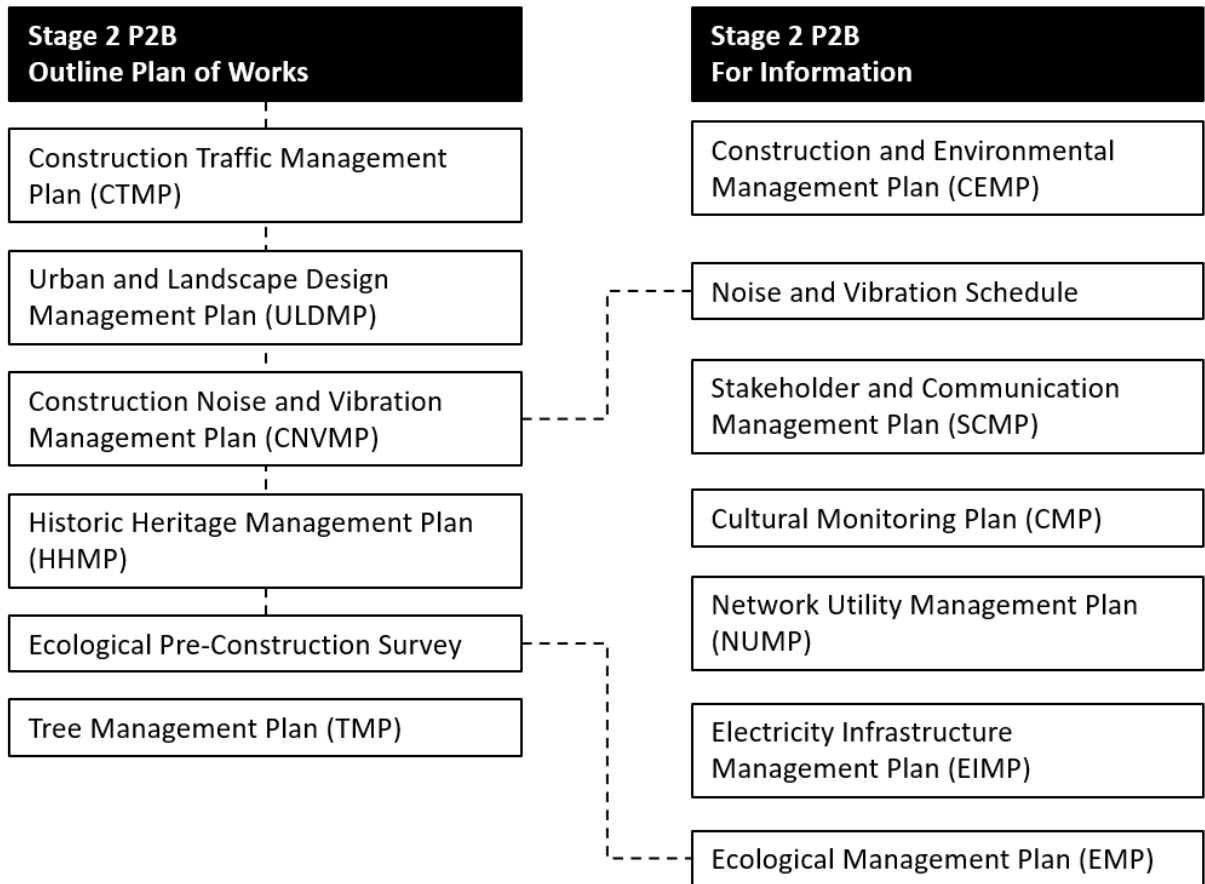 Stage 2 P2B
Outline Plan of Works
Construction Traffic Management
Plan (CTMP)
Urban and Landscape Design
Management Plan (ULDMP)
Construction Noise and Vibration
Management Plan (CNVMP)
Historic Heritage Management Plan
(HHMP)
Ecological Pre-Construction Survey
Tree Management Plan (TMP)
Stage 2 P2B
For Information
Construction and Environmental
Management Plan (CEMP)
Noise and Vibration Schedule
Stakeholder and Communication
Management Plan (SCMP)
Cultural Monitoring Plan (CMP)
Network Utility Management Plan
(NUMP)
Electricity Infrastructure
Management Plan (EIMP)
Ecological Management Plan (EMP)